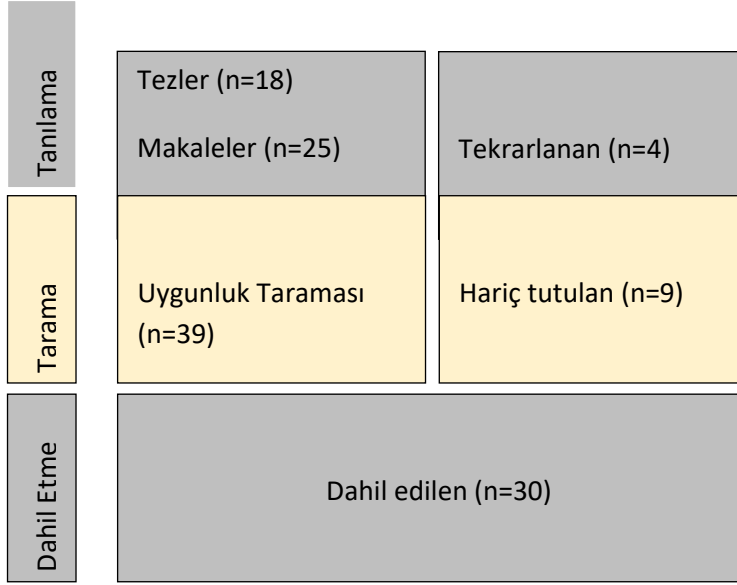 Tanılama
Tezler (n=18)
Makaleler (n=25)
Tekrarlanan (n=4)
Tarama
Uygunluk Taraması
(n=39)
Hariç tutulan (n=9)
Dahil Etme
Dahil edilen (n=30)